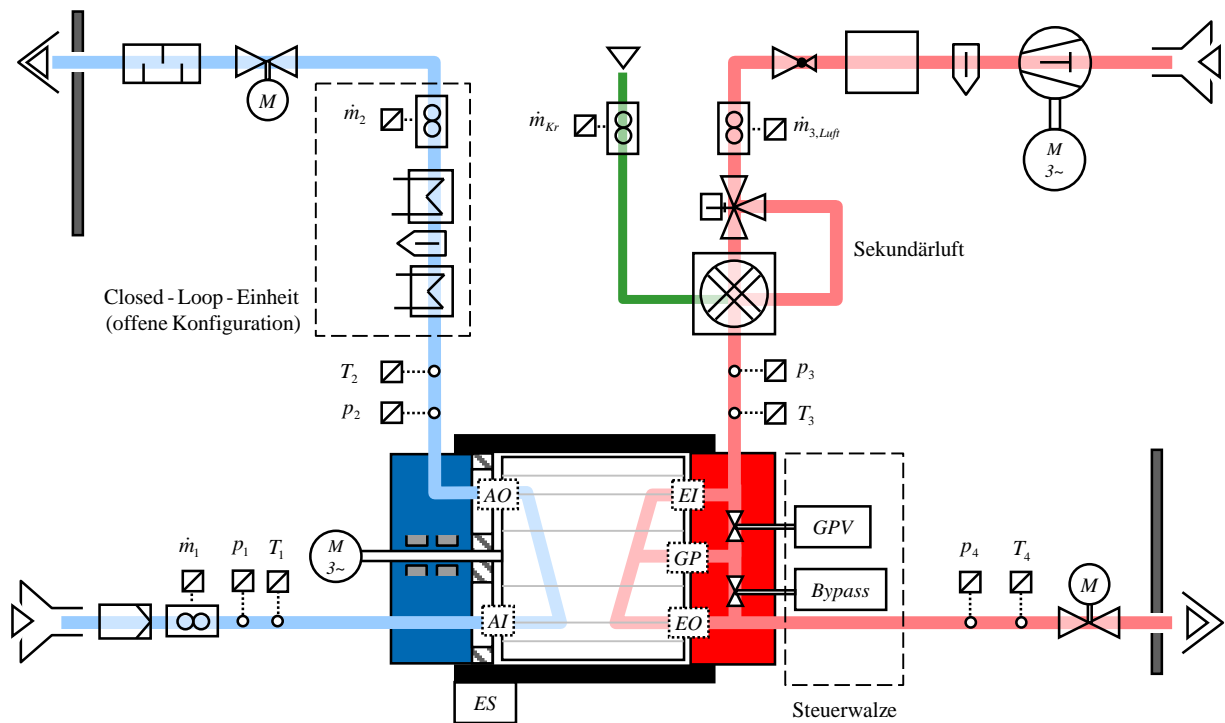 M
ṁ₂
ṁ_Kr
ṁ₃,Luft
M
3~
Sekundärluft
Closed - Loop - Einheit
(offene Konfiguration)
T₂
p₂
p₃
T₃
AO
EI
GPV
M
3~
GP
ṁ₁
p₁
T₁
Bypass
p₄
T₄
M
AI
EO
ES
Steuerwalze